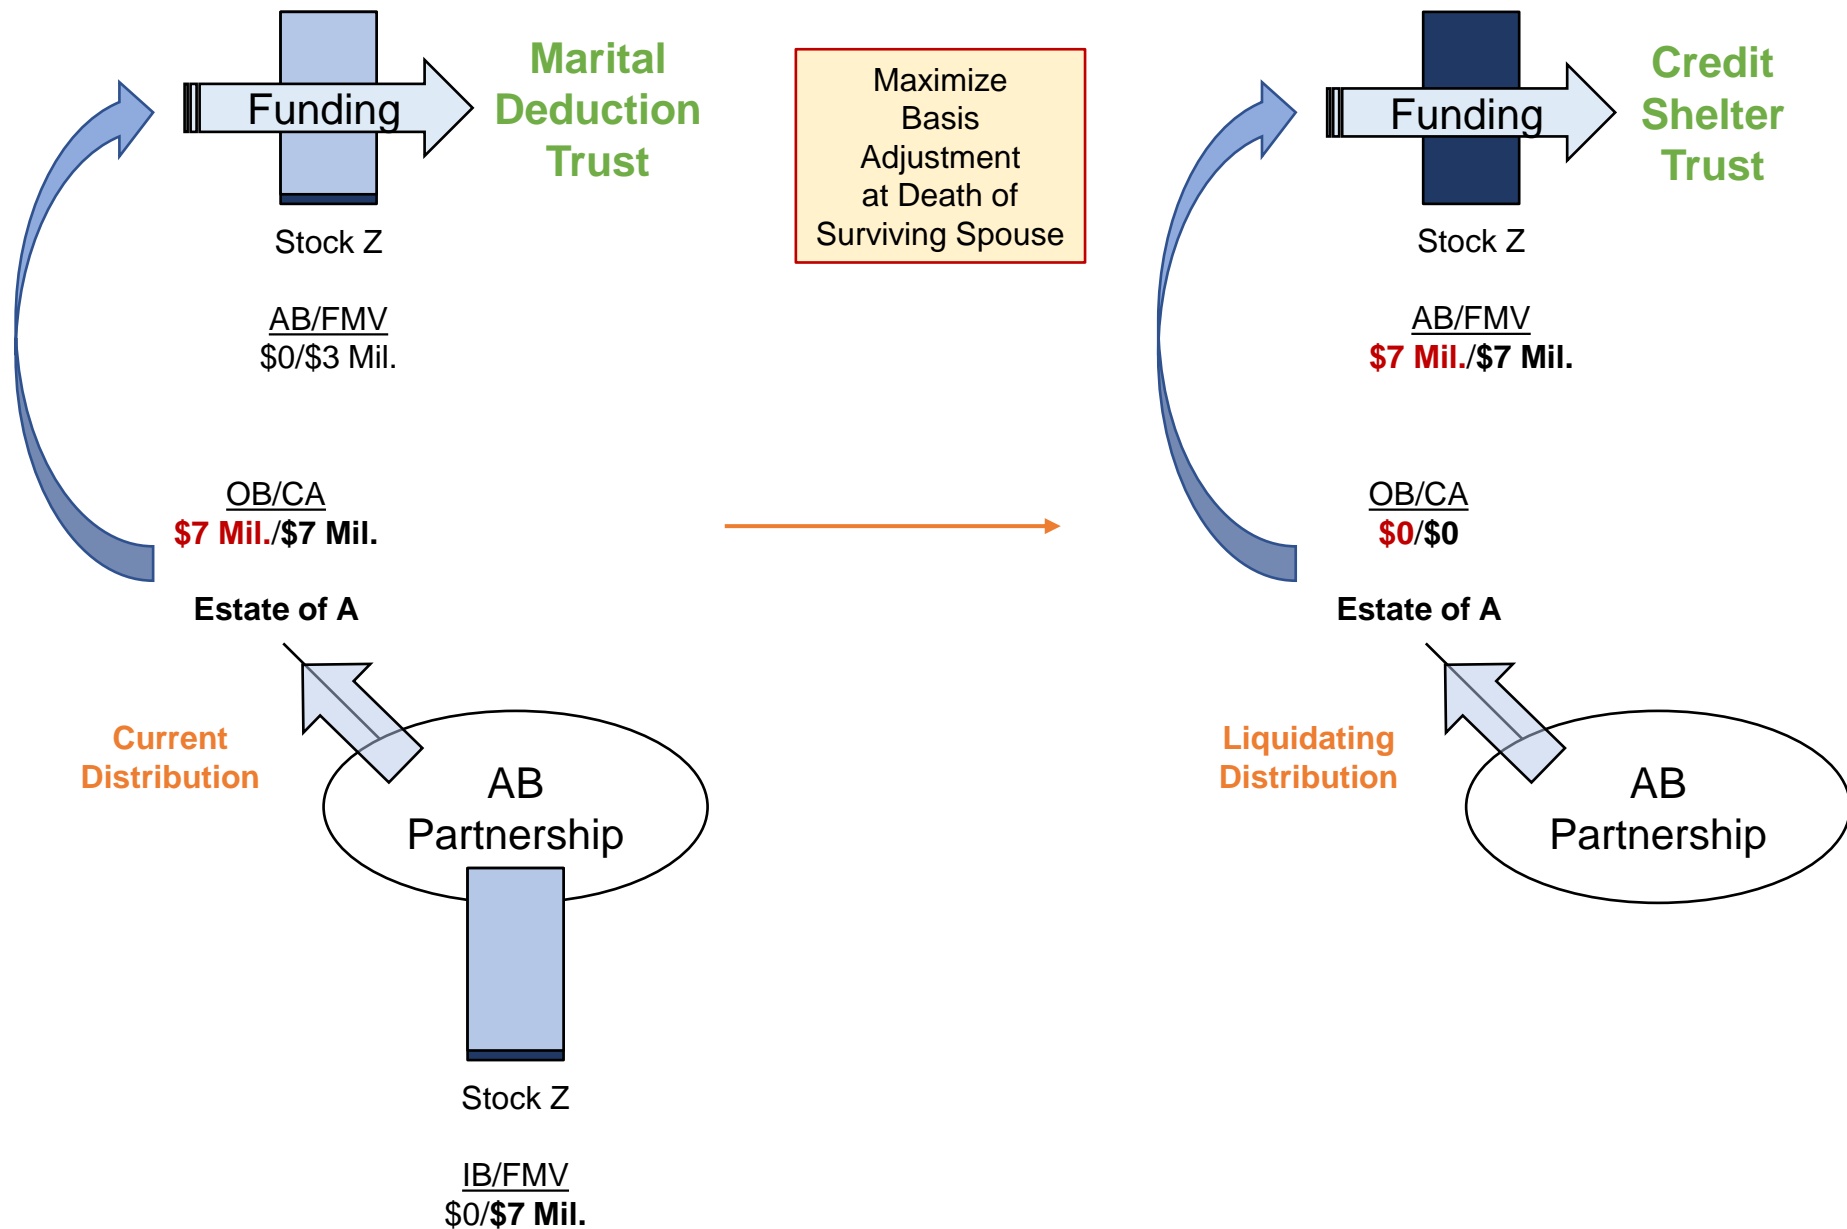 Funding
Marital
Deduction
Trust
Stock Z
AB/FMV
$0/$3 Mil.
OB/CA
$7 Mil./$7 Mil.
Estate of A
Current
Distribution
AB
Partnership
Stock Z
IB/FMV
$0/$7 Mil.
Maximize
Basis
Adjustment
at Death of
Surviving Spouse
Funding
Credit
Shelter
Trust
Stock Z
AB/FMV
$7 Mil./$7 Mil.
OB/CA
$0/$0
Estate of A
Liquidating
Distribution
AB
Partnership